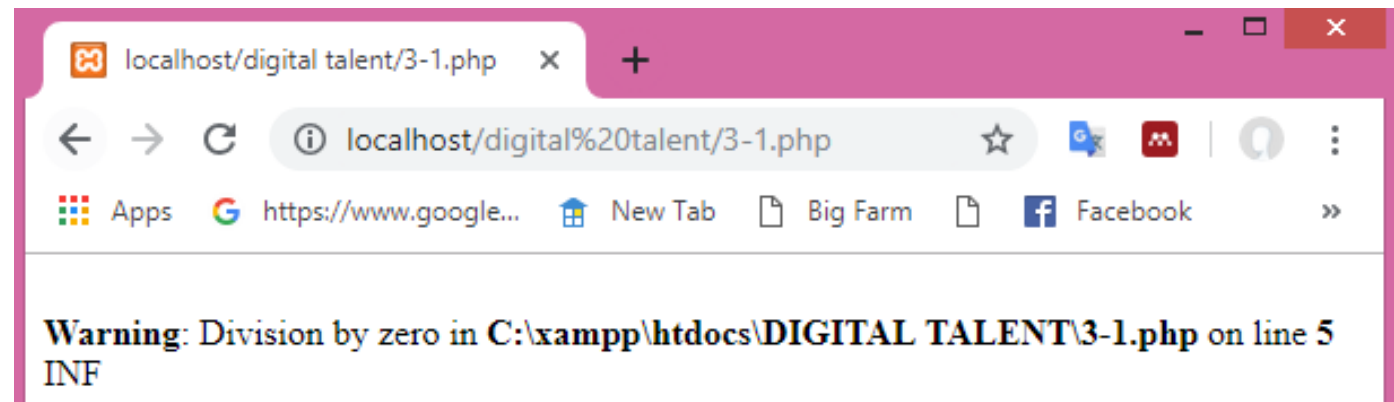 localhost/digital talent/3-1.php
localhost/digital%20talent/3-1.php
Apps https://www.google... New Tab Big Farm Facebook »
Warning: Division by zero in C:\xampp\htdocs\DIGITAL TALENT\3-1.php on line 5
INF